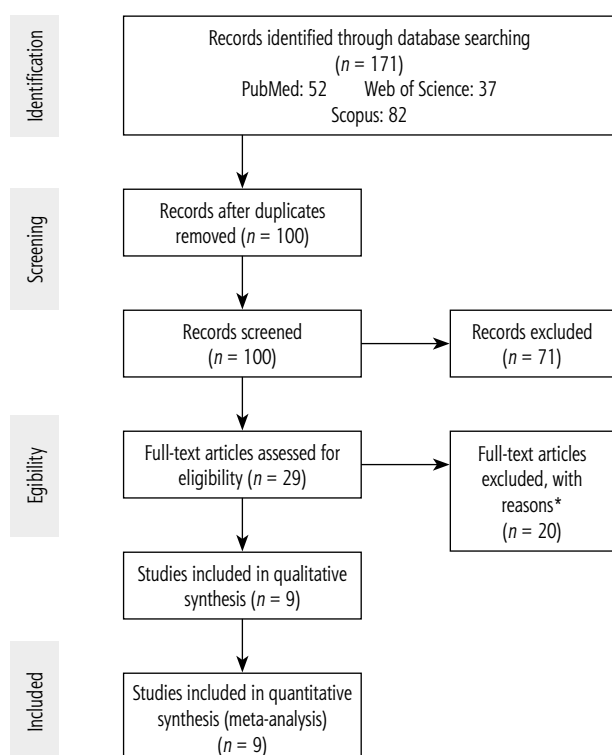 Identification
Records identified through database searching
(n = 171)
PubMed: 52 Web of Science: 37
Scopus: 82
Screening
Records after duplicates
removed (n = 100)
Records screened
(n = 100)
Records excluded
(n = 71)
Egibility
Full-text articles assessed for
eligibility (n = 29)
Full-text articles
excluded, with
reasons*
(n = 20)
Studies included in qualitative
synthesis (n = 9)
Included
Studies included in quantitative
synthesis (meta-analysis)
(n = 9)